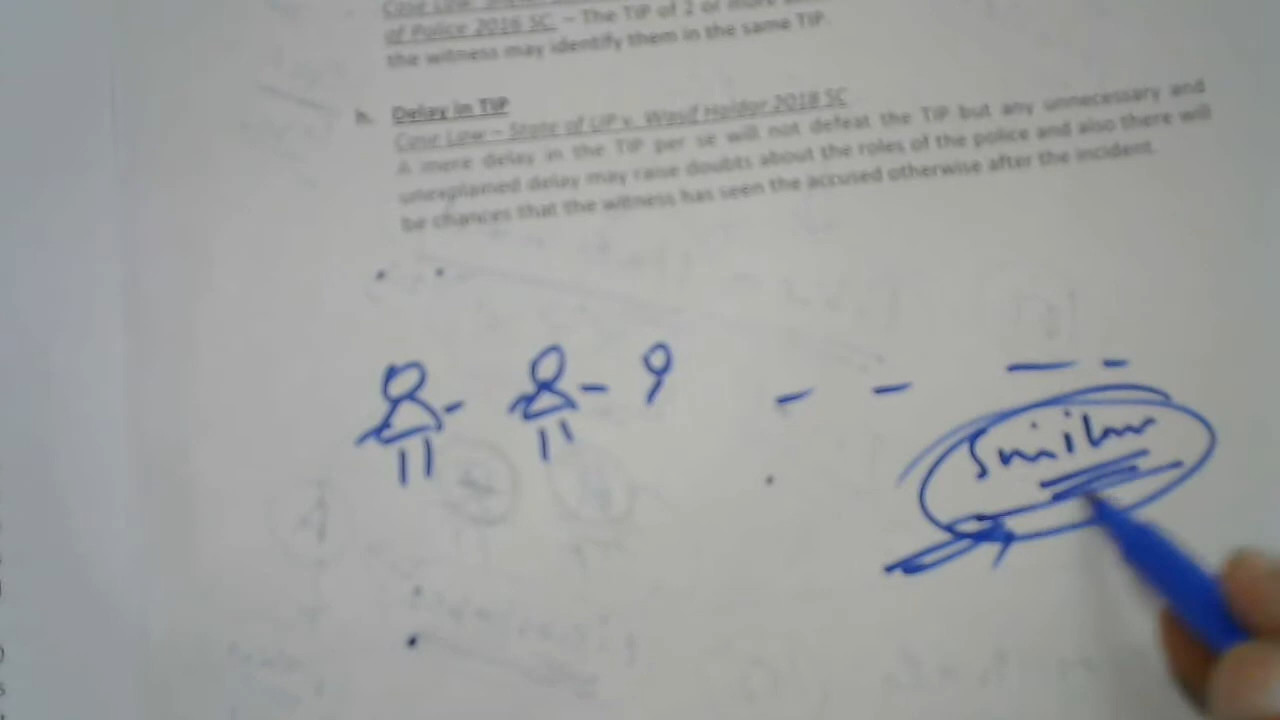 of Police 2016 SC. – The TIP of 2 or more
the witness may identify them in the same TIP.
h. Delay in TIP
Case Law – State of UP v. Wasif Haidar 2018 SC
A mere delay in the TIP per se will not defeat the TIP but any unnecessary and
unexplained delay may raise doubts about the roles of the police and also there will
be chances that the witness has seen the accused otherwise after the incident.
Similar